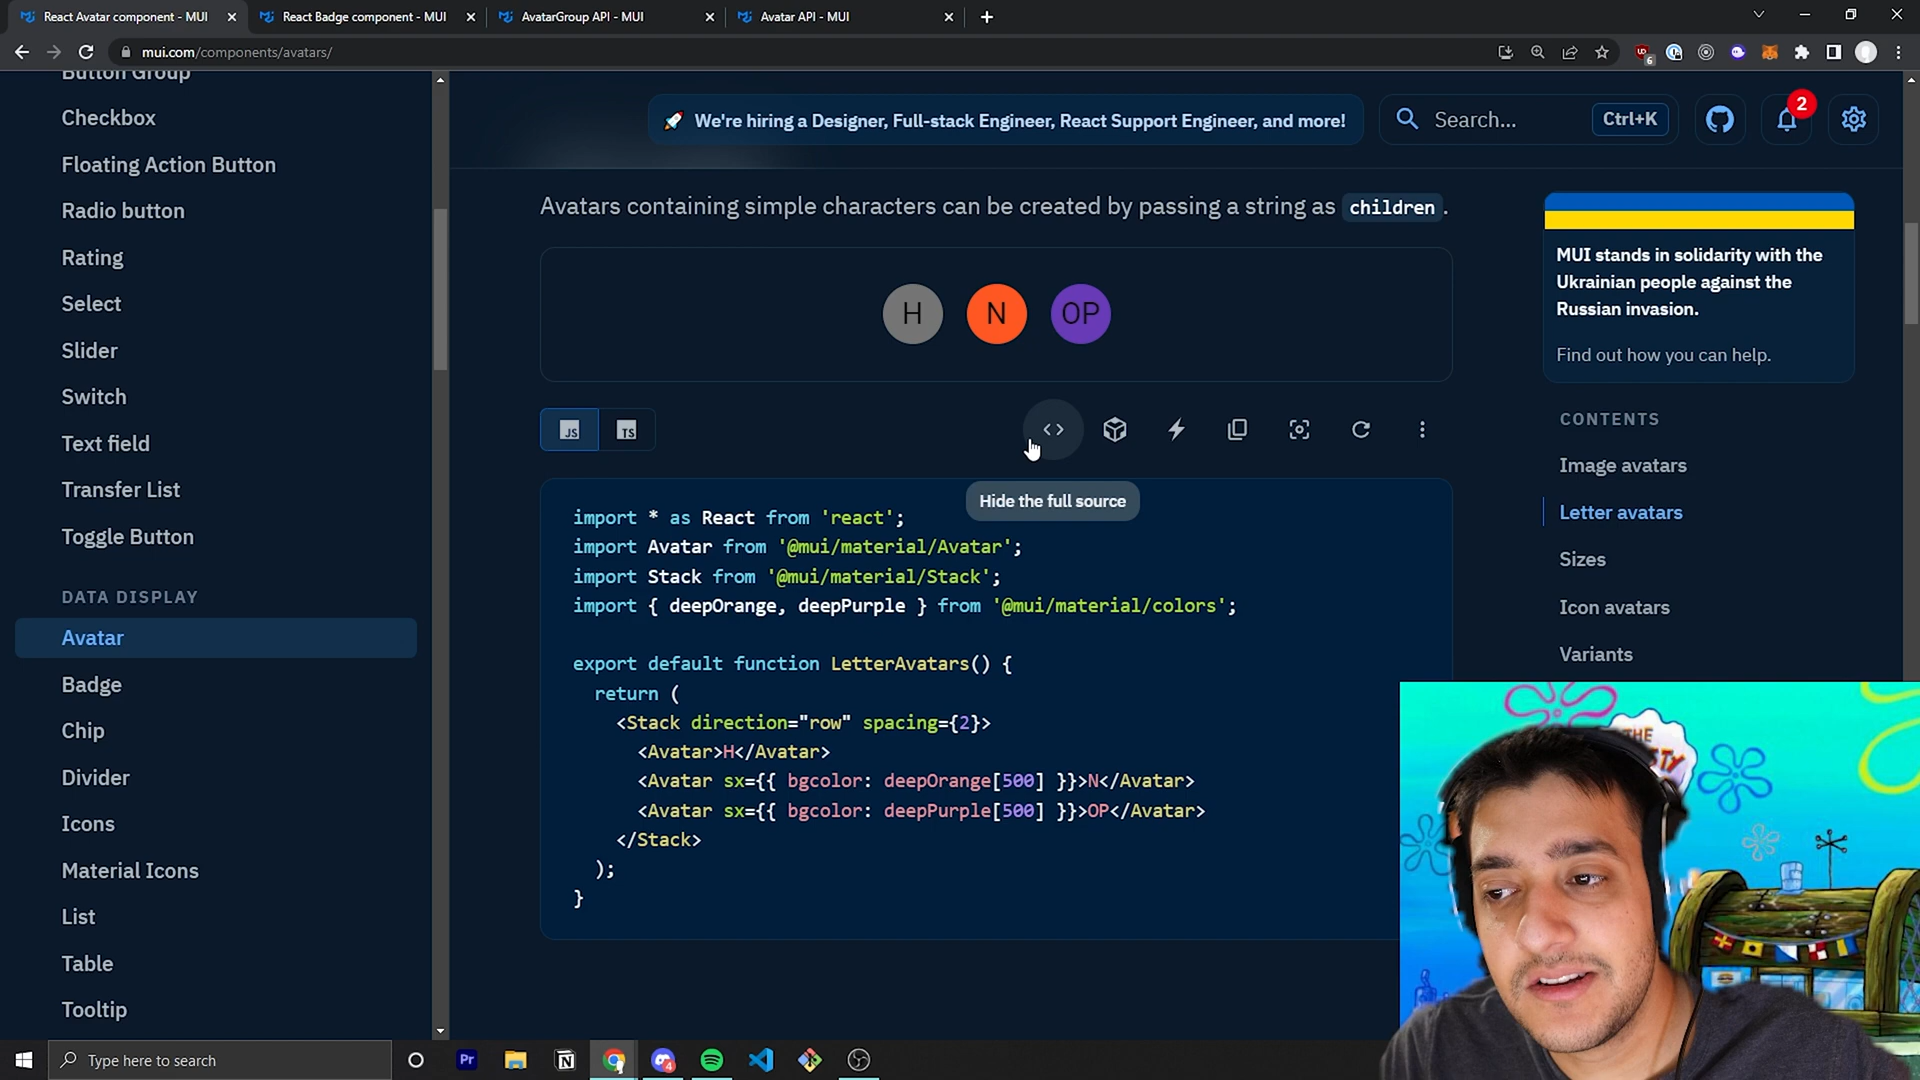 React Avatar component - MUI
React Badge component - MUI
AvatarGroup API - MUI
Avatar API - MUI
mui.com/components/avatars/
6
Button Group
Checkbox
Floating Action Button
Radio button
Rating
Select
Slider
Switch
Text field
Transfer List
Toggle Button
DATA DISPLAY
Avatar
Badge
Chip
Divider
Icons
Material Icons
List
Table
Tooltip
We're hiring a Designer, Full-stack Engineer, React Support Engineer, and more!
Search...
Ctrl+K
2
Avatars containing simple characters can be created by passing a string as children.
H
N
OP
JS
TS
Hide the full source
import * as React from 'react';
import Avatar from '@mui/material/Avatar';
import Stack from '@mui/material/Stack';
import { deepOrange, deepPurple } from '@mui/material/colors';
export default function LetterAvatars() {
return (
<Stack direction="row" spacing={2}>
<Avatar>H</Avatar>
<Avatar sx={{ bgcolor: deepOrange[500] }}>N</Avatar>
<Avatar sx={{ bgcolor: deepPurple[500] }}>OP</Avatar>
</Stack>
);
}
MUI stands in solidarity with the
Ukrainian people against the
Russian invasion.
Find out how you can help.
CONTENTS
Image avatars
Letter avatars
Sizes
Icon avatars
Variants
THE
Type here to search
Pr
N
4